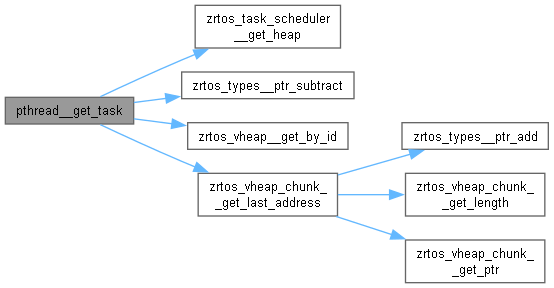 zrtos_task_scheduler
__get_heap
pthread__get_task
zrtos_types__ptr_subtract
zrtos_vheap__get_by_id
zrtos_vheap_chunk_
_get_last_address
zrtos_types__ptr_add
zrtos_vheap_chunk_
_get_length
zrtos_vheap_chunk_
_get_ptr